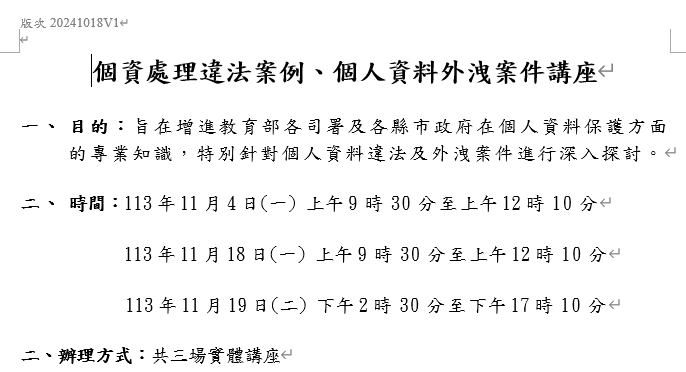 版次 20241018V1
個資處理違法案例、個人資料外洩案件講座
一、 目的：旨在增進教育部各司署及各縣市政府在個人資料保護方面
的專業知識，特別針對個人資料違法及外洩案件進行深入探討。
二、 時間：113 年 11 月 4 日(一) 上午 9 時 30 分至上午 12 時 10 分
113 年 11 月 18 日(一) 上午 9 時 30 分至上午 12 時 10 分
113 年 11 月 19 日(二) 下午 2 時 30 分至下午 17 時 10 分
二、辦理方式：共三場實體講座